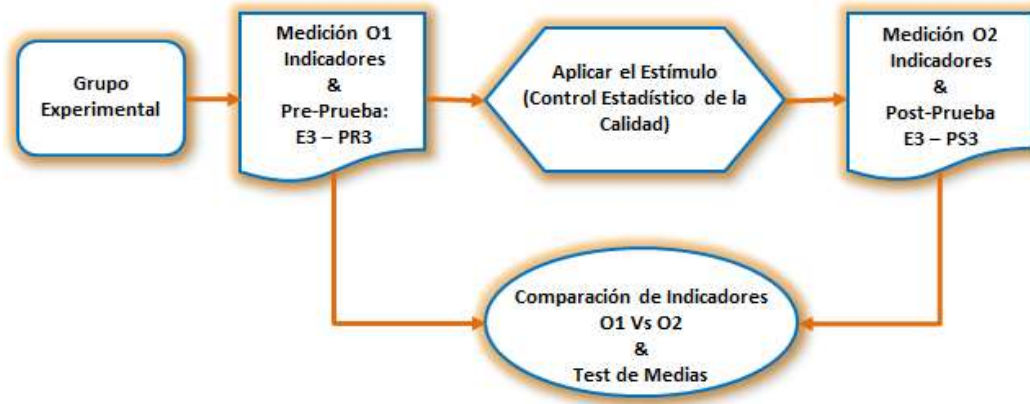 Grupo
Experimental
Medición O1
Indicadores
&
Pre-Prueba:
E3 – PR3
Aplicar el Estímulo
(Control Estadístico de la
Calidad)
Medición O2
Indicadores
&
Post-Prueba
E3 – PS3
Comparación de Indicadores
O1 Vs O2
&
Test de Medias